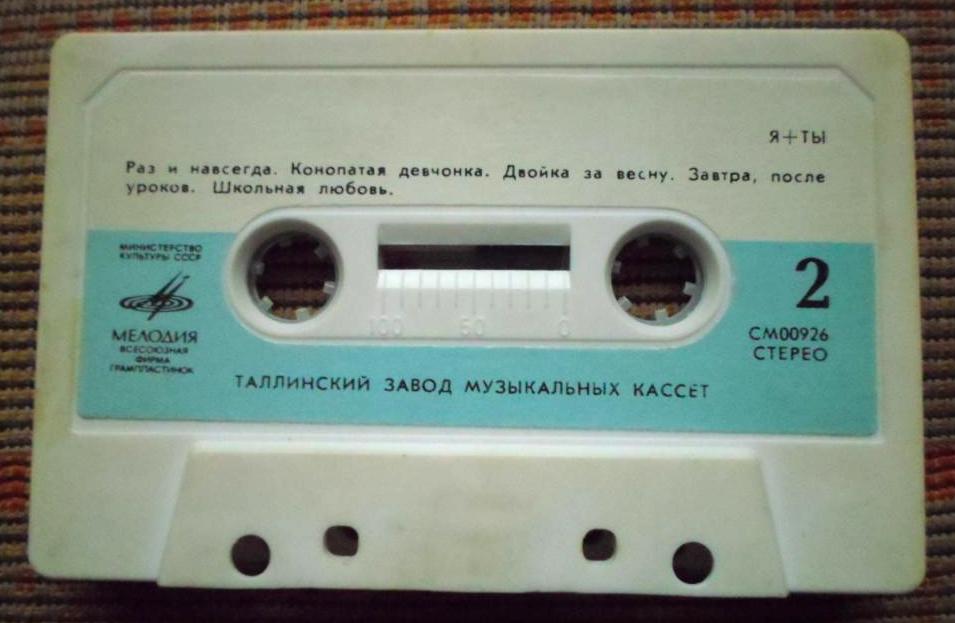 Я+ТЫ
Раз и навсегда. Конопатая девчонка. Двойка за весну. Завтра, после
уроков. Школьная любовь.
МИНИСТЕРСТВО
КУЛЬТУРЫ СССР
МЕЛОДИЯ
ВСЕСОЮЗНАЯ
ФИРМА
ГРАМПЛАСТИНОК
2
СМ00926
СТЕРЕО
100 50 0
ТАЛЛИНСКИЙ ЗАВОД МУЗЫКАЛЬНЫХ КАССЕТ